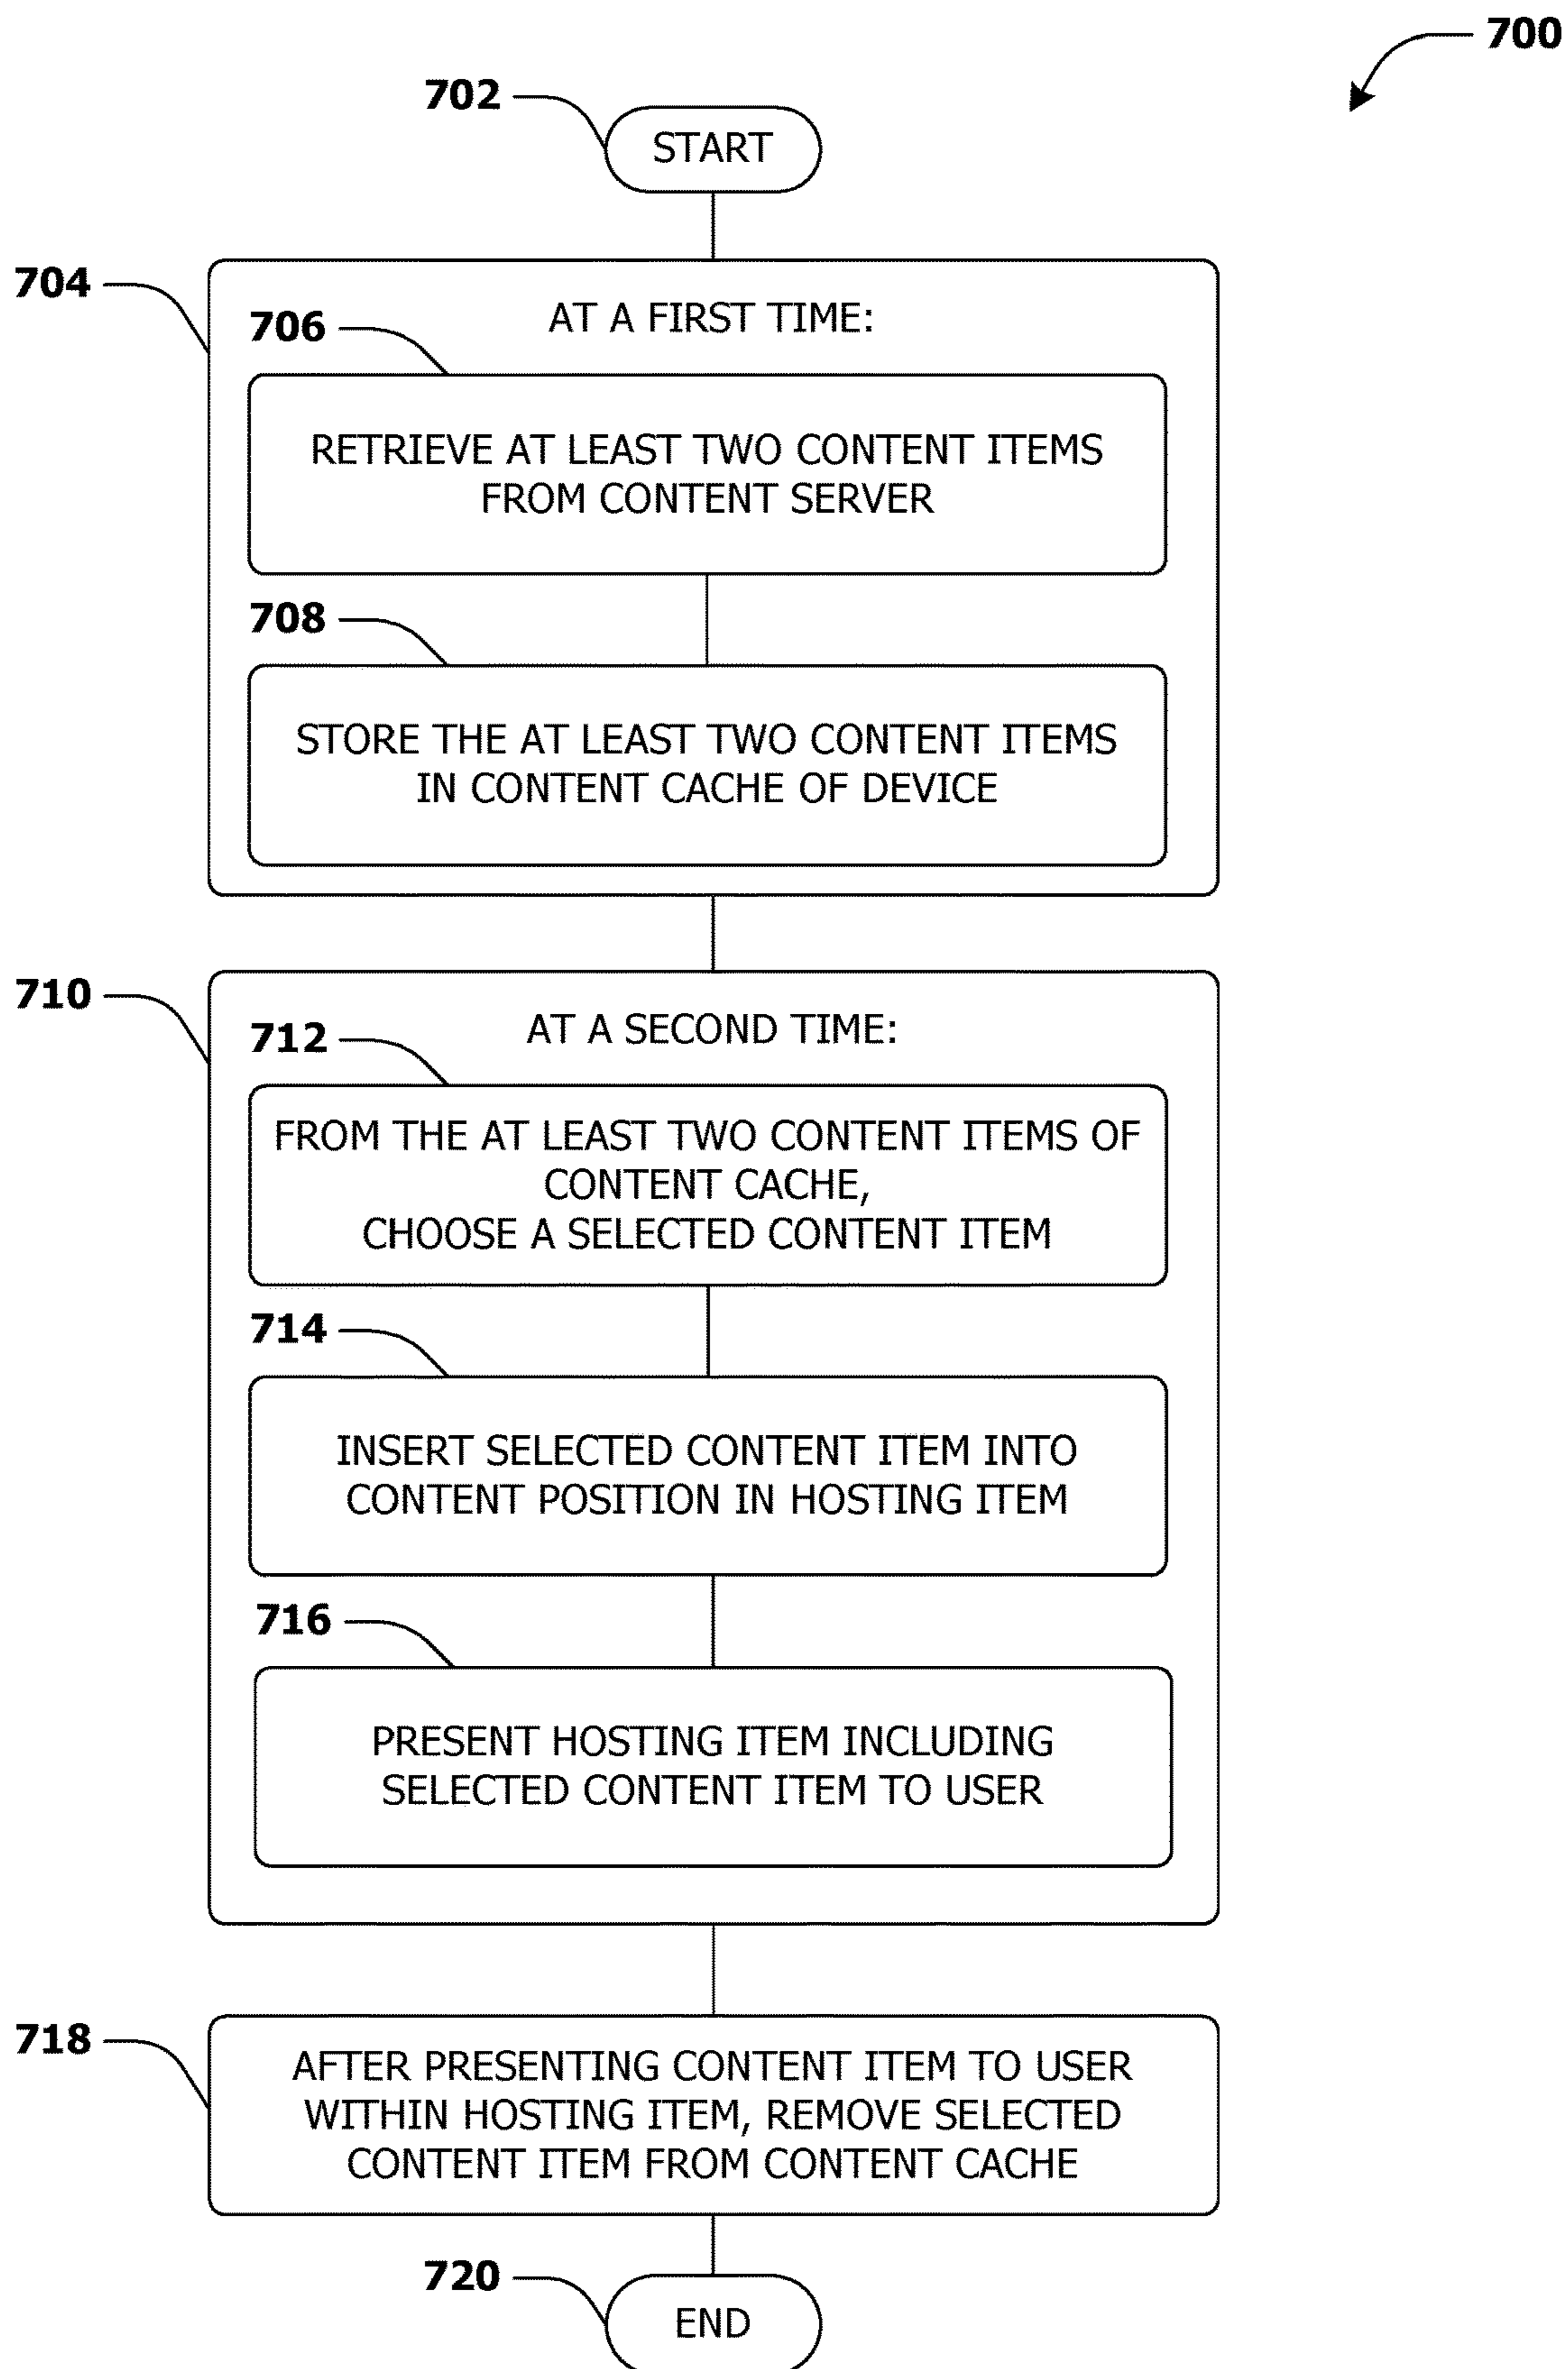 700
702
START
704
AT A FIRST TIME:
706
RETRIEVE AT LEAST TWO CONTENT ITEMS
FROM CONTENT SERVER
708
STORE THE AT LEAST TWO CONTENT ITEMS
IN CONTENT CACHE OF DEVICE
710
AT A SECOND TIME:
712
FROM THE AT LEAST TWO CONTENT ITEMS OF
CONTENT CACHE,
CHOOSE A SELECTED CONTENT ITEM
714
INSERT SELECTED CONTENT ITEM INTO
CONTENT POSITION IN HOSTING ITEM
716
PRESENT HOSTING ITEM INCLUDING
SELECTED CONTENT ITEM TO USER
718
AFTER PRESENTING CONTENT ITEM TO USER
WITHIN HOSTING ITEM, REMOVE SELECTED
CONTENT ITEM FROM CONTENT CACHE
720
END